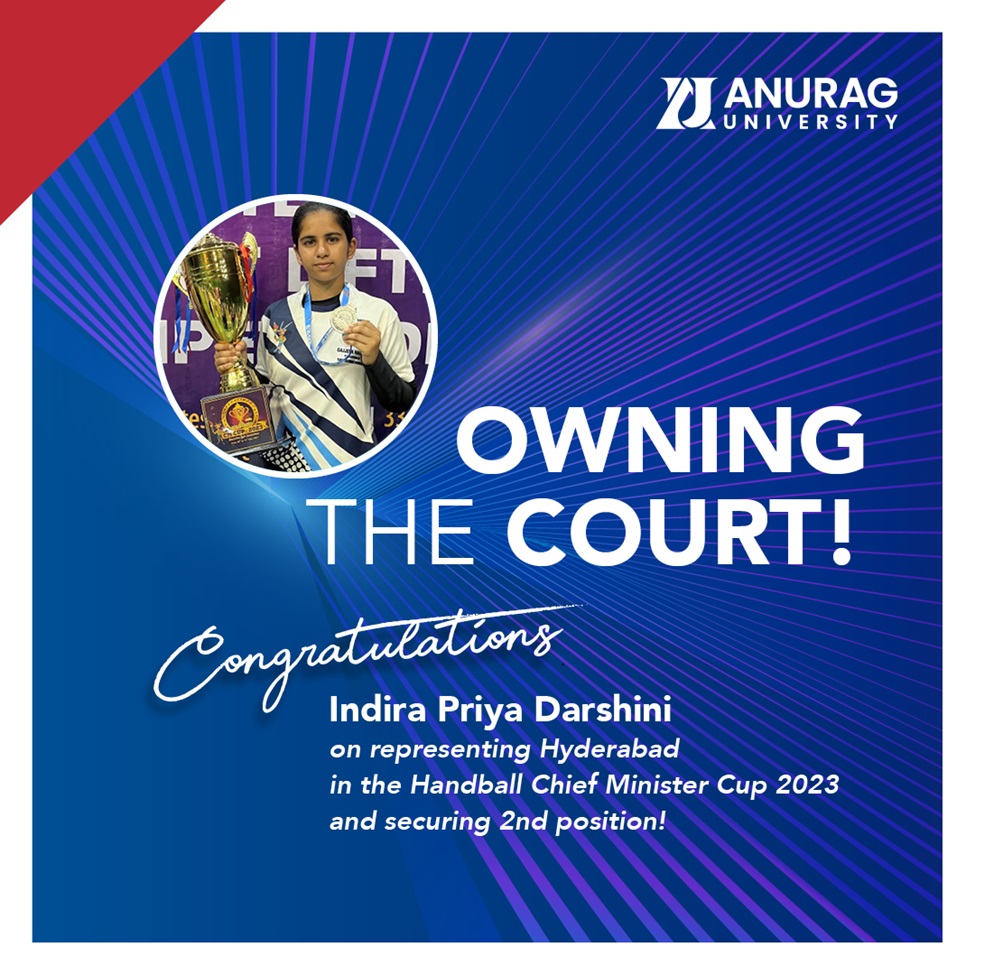 ANURAG
UNIVERSITY
OWNING
THE COURT!
Congratulations
Indira Priya Darshini
on representing Hyderabad
in the Handball Chief Minister Cup 2023
and securing 2nd position!